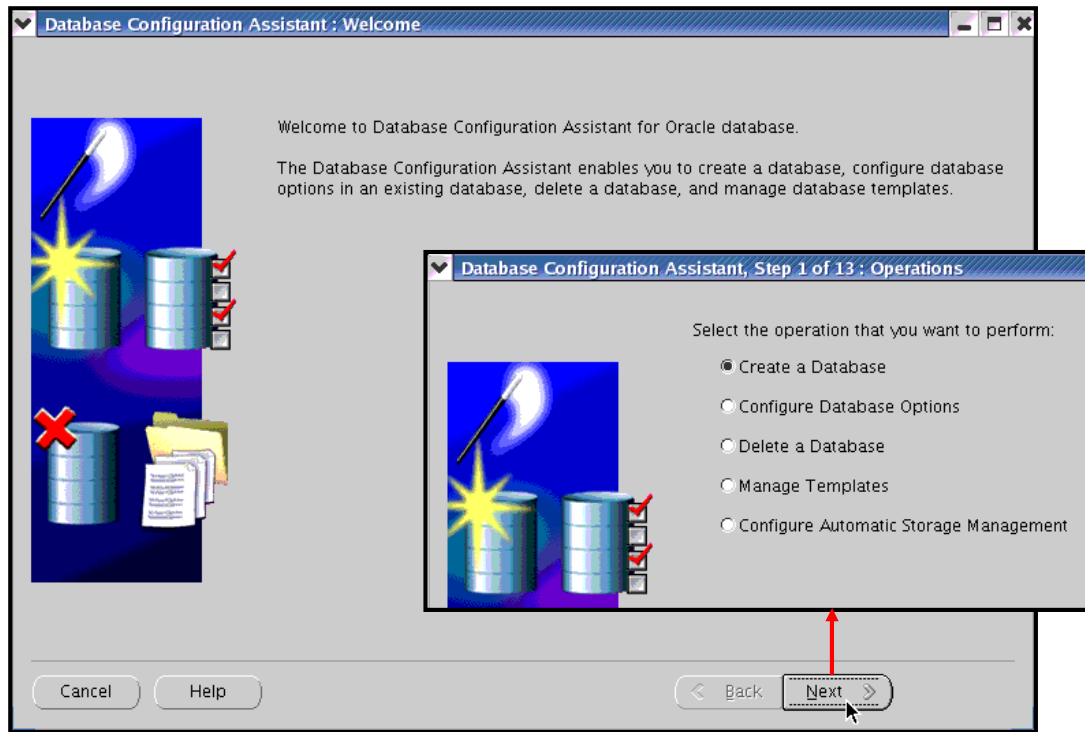 Database Configuration Assistant : Welcome
Welcome to Database Configuration Assistant for Oracle database.
The Database Configuration Assistant enables you to create a database, configure database
options in an existing database, delete a database, and manage database templates.
Database Configuration Assistant, Step 1 of 13 : Operations
Select the operation that you want to perform:
Create a Database
Configure Database Options
Delete a Database
Manage Templates
Configure Automatic Storage Management
Cancel
Help
Back
Next